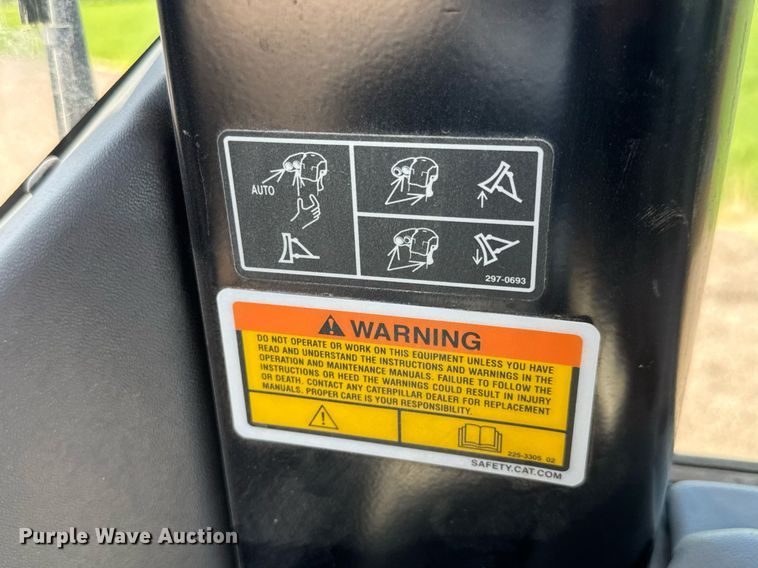 AUTO
297-0693
WARNING
DO NOT OPERATE OR WORK ON THIS EQUIPMENT UNLESS YOU HAVE
READ AND UNDERSTAND THE INSTRUCTIONS AND WARNINGS IN THE
OPERATION AND MAINTENANCE MANUALS. FAILURE TO FOLLOW THE
INSTRUCTIONS OR HEED THE WARNINGS COULD RESULT IN INJURY
OR DEATH. CONTACT ANY CATERPILLAR DEALER FOR REPLACEMENT
MANUALS. PROPER CARE IS YOUR RESPONSIBILITY.
225-3305 02
SAFETY.CAT.COM
Purple Wave Auction®